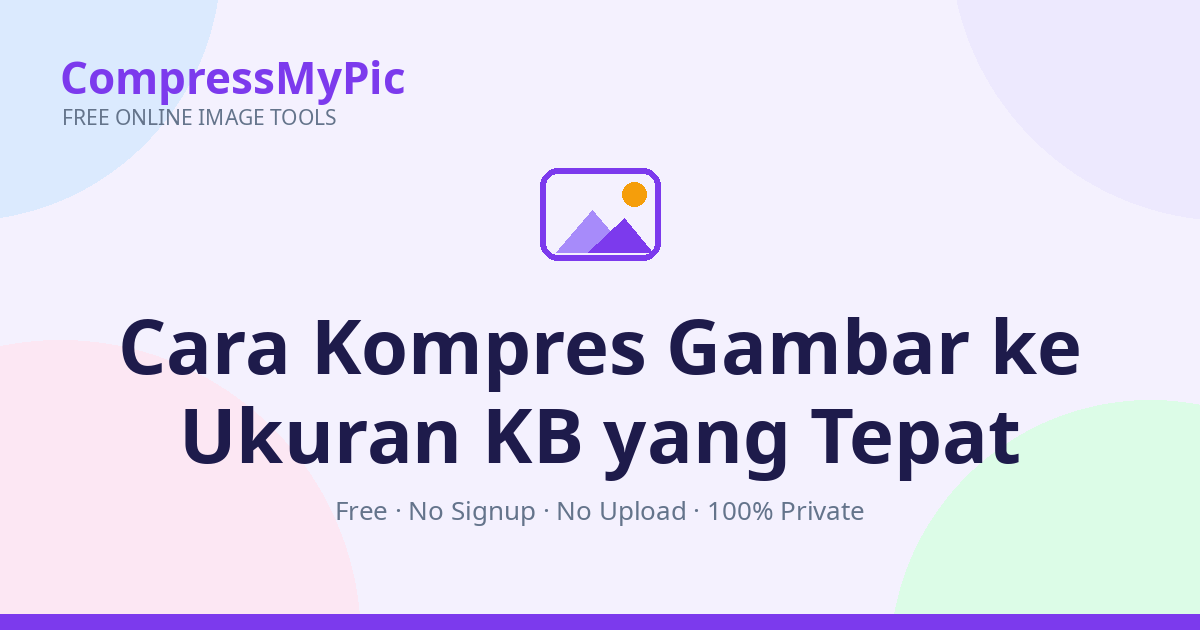 CompressMyPic
FREE ONLINE IMAGE TOOLS
Cara Kompres Gambar ke
Ukuran KB yang Tepat
Free · No Signup · No Upload · 100% Private